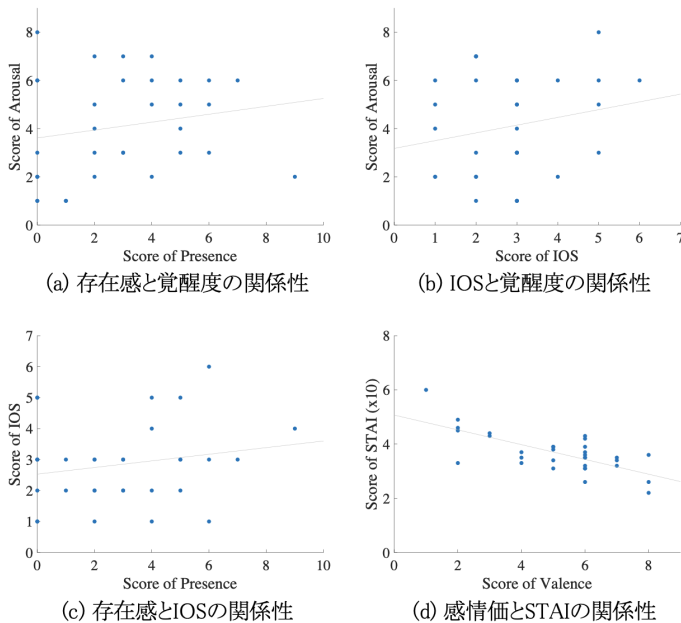 8
6
4
2
0
Score of Arousal
0 2 4 6 8 10
Score of Presence
(a) 存在感と覚醒度の関係性
8
6
4
2
0
Score of Arousal
1 2 3 4 5 6 7
Score of IOS
(b) IOSと覚醒度の関係性
7
6
5
4
3
2
1
0
Score of IOS
0 2 4 6 8 10
Score of Presence
(c) 存在感とIOSの関係性
8
6
4
2
0
Score of STAI (x10)
0 2 4 6 8
Score of Valence
(d) 感情価とSTAIの関係性